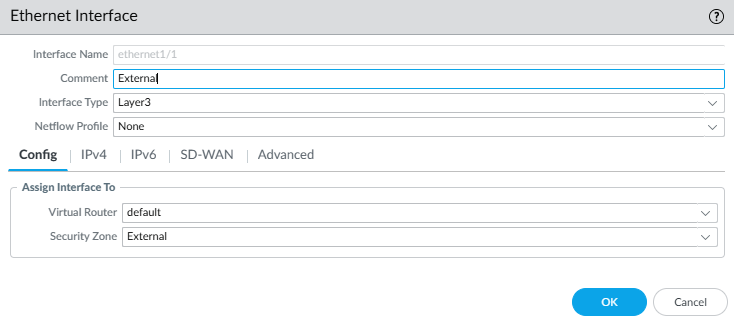 Ethernet Interface
Interface Name ethernet1/1
Comment External
Interface Type Layer3
Netflow Profile None
Config | IPv4 | IPv6 | SD-WAN | Advanced
Assign Interface To
Virtual Router default
Security Zone External
OK Cancel